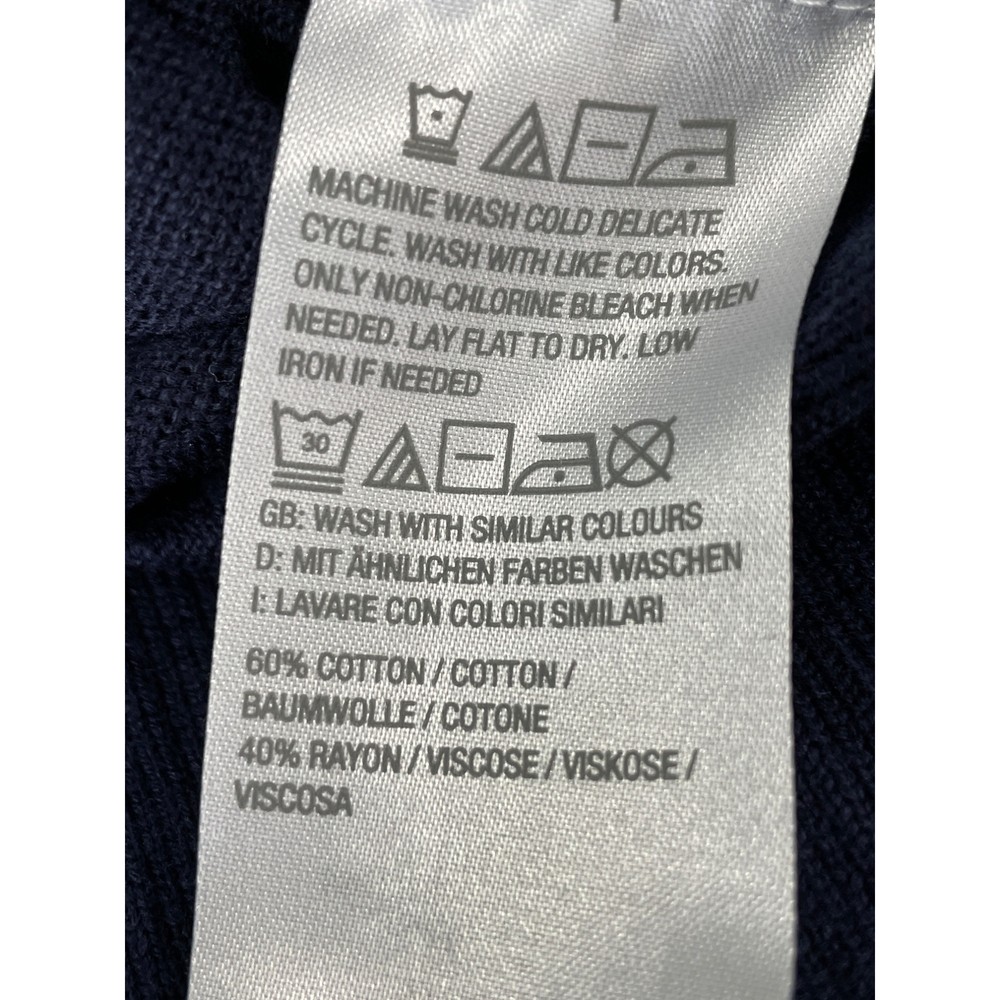 MACHINE WASH COLD DELICATE
CYCLE. WASH WITH LIKE COLORS.
ONLY NON-CHLORINE BLEACH WHEN
NEEDED. LAY FLAT TO DRY. LOW
IRON IF NEEDED
30
GB: WASH WITH SIMILAR COLOURS
D: MIT ÄHNLICHEN FARBEN WASCHEN
I: LAVARE CON COLORI SIMILARI
60% COTTON / COTTON /
BAUMWOLLE / COTONE
40% RAYON / VISCOSE / VISKOSE /
VISCOSA